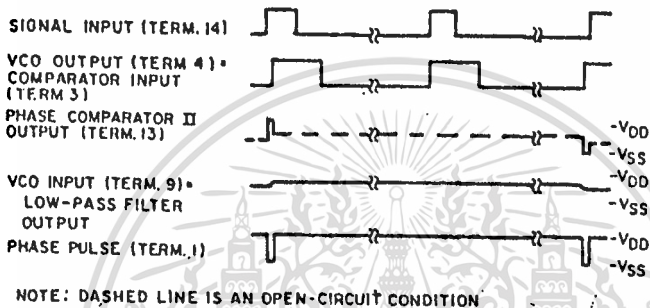 SIGNAL INPUT (TERM. 14)
VCO OUTPUT (TERM 4)=
COMPARATOR INPUT
(TERM 3)
PHASE COMPARATOR II
OUTPUT (TERM. 13)
-VDD
-VSS
VCO INPUT (TERM. 9)=
LOW-PASS FILTER
OUTPUT
-VDD
-VSS
PHASE PULSE (TERM. 1)
-VDD
-VSS
NOTE: DASHED LINE IS AN OPEN-CIRCUIT CONDITION